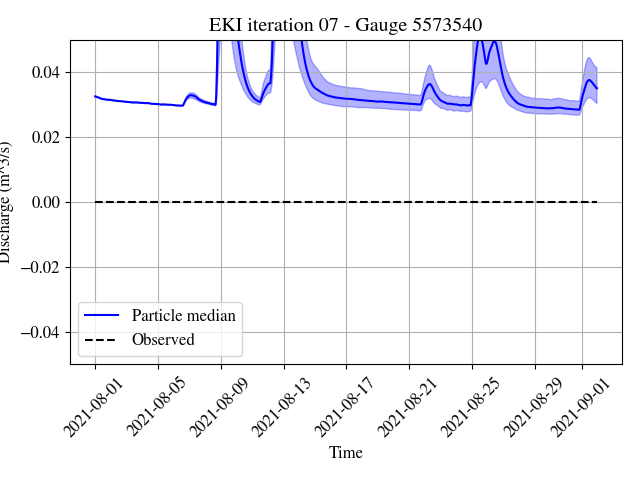 EKI iteration 07 - Gauge 5573540
Discharge (m^3/s)
0.04
0.02
0.00
−0.02
−0.04
Particle median
Observed
2021-08-01
2021-08-05
2021-08-09
2021-08-13
2021-08-17
2021-08-21
2021-08-25
2021-08-29
2021-09-01
Time